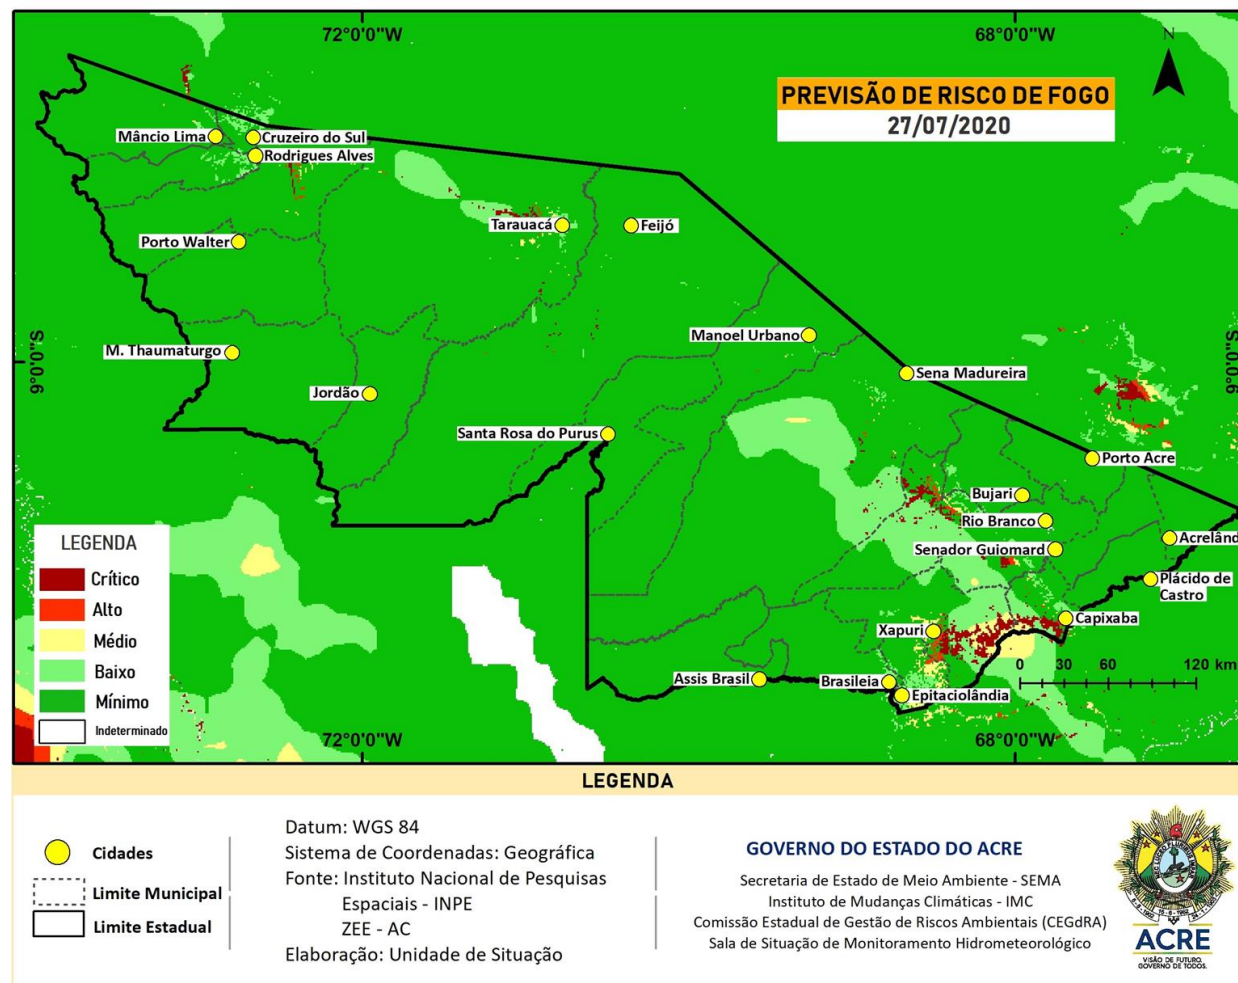 72°0'0"W
68°0'0"W
N
PREVISÃO DE RISCO DE FOGO
27/07/2020
Mâncio Lima
Cruzeiro do Sul
Rodrigues Alves
Tarauacá
Feijó
Porto Walter
Manoel Urbano
M. Thaumaturgo
9°0'0"S
9°0'0"S
Sena Madureira
Jordão
Santa Rosa do Purus
Porto Acre
Bujari
Rio Branco
Senador Guiomard
Acrelând
Plácido de
Castro
Capixaba
Xapuri
Assis Brasil
Brasileia
Epitaciolândia
0 30 60 120 km
LEGENDA
Crítico
Alto
Médio
Baixo
Mínimo
Indeterminado
72°0'0"W
68°0'0"W
LEGENDA
Cidades
Limite Municipal
Limite Estadual
Datum: WGS 84
Sistema de Coordenadas: Geográfica
Fonte: Instituto Nacional de Pesquisas
Espaciais - INPE
ZEE - AC
Elaboração: Unidade de Situação
GOVERNO DO ESTADO DO ACRE
Secretaria de Estado de Meio Ambiente - SEMA
Instituto de Mudanças Climáticas - IMC
Comissão Estadual de Gestão de Riscos Ambientais (CEGdRA)
Sala de Situação de Monitoramento Hidrometeorológico
ACRE
VISÃO DE FUTURO.
GOVERNO DE TODOS.